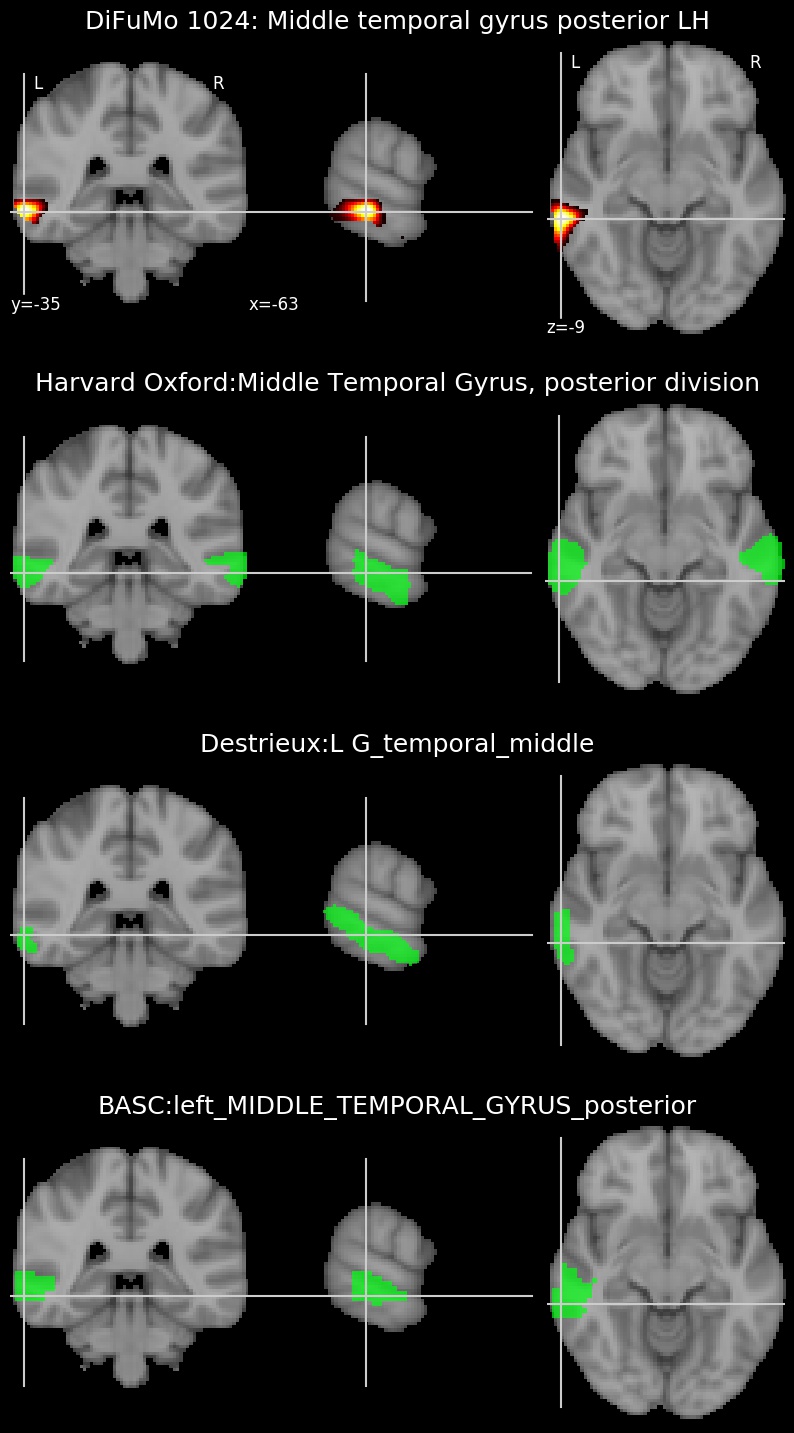 DiFuMo 1024: Middle temporal gyrus posterior LH
L R L R
y=-35 x=-63 z=-9
Harvard Oxford:Middle Temporal Gyrus, posterior division
Destrieux:L G_temporal_middle
BASC:left_MIDDLE_TEMPORAL_GYRUS_posterior